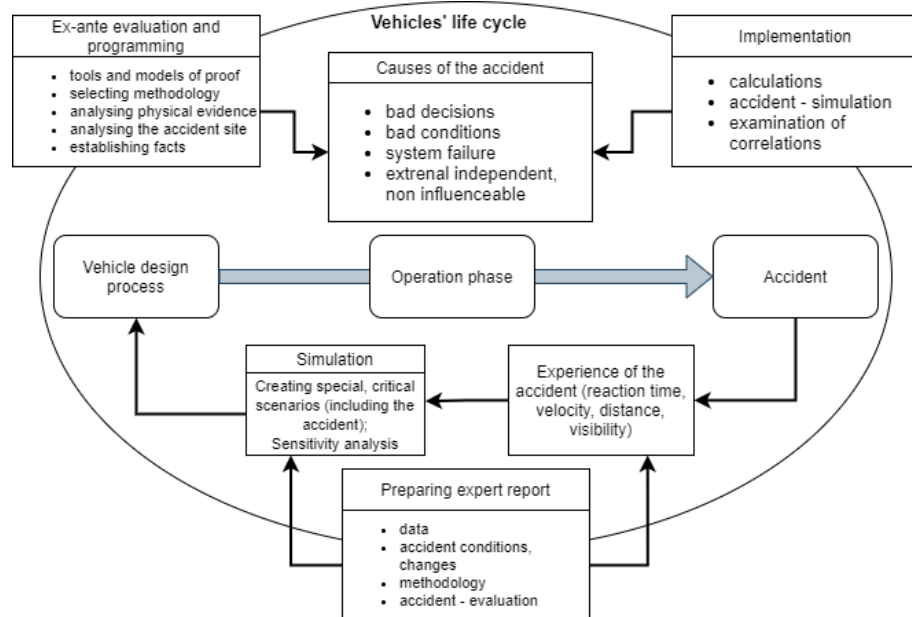 Vehicles' life cycle
Ex-ante evaluation and
programming
• tools and models of proof
• selecting methodology
• analysing physical evidence
• analysing the accident site
• establishing facts
Causes of the accident
• bad decisions
• bad conditions
• system failure
• extrenal independent,
non influenceable
Implementation
• calculations
• accident - simulation
• examination of
correlations
Vehicle design
process
Operation phase
Accident
Simulation
Creating special, critical
scenarios (including the
accident);
Sensitivity analysis
Experience of the
accident (reaction time,
velocity, distance,
visibility)
Preparing expert report
• data
• accident conditions,
changes
• methodology
• accident - evaluation